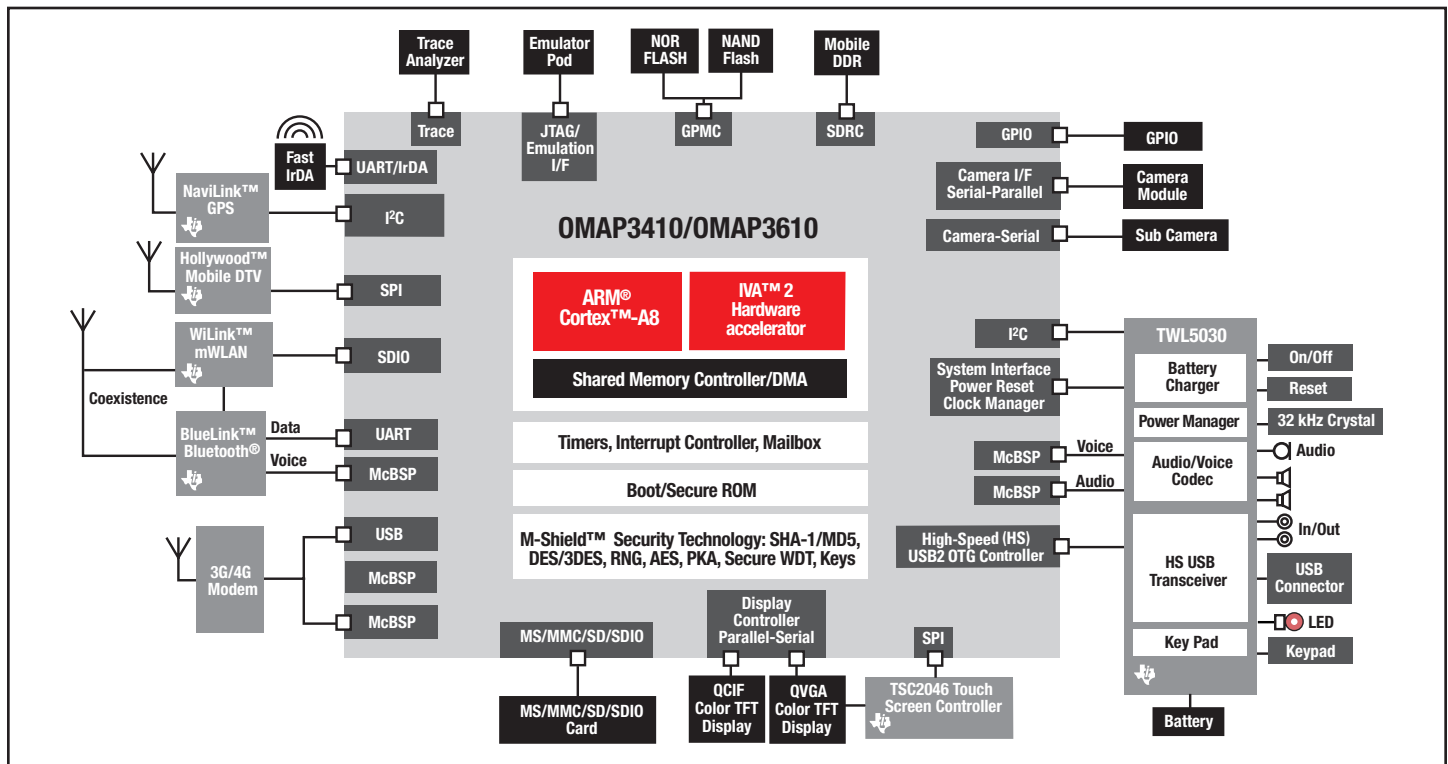 Trace
Analyzer
Emulator
Pod
NOR
FLASH
NAND
Flash
Mobile
DDR
Trace
JTAG/
Emulation
I/F
GPMC
SDRC
Fast
IrDA
UART/IrDA
NaviLink™
GPS
I²C
Hollywood™
Mobile DTV
SPI
WiLink™
mWLAN
SDIO
Coexistence
BlueLink™
Bluetooth®
Data
UART
Voice
McBSP
3G/4G
Modem
USB
McBSP
McBSP
OMAP3410/OMAP3610
ARM®
Cortex™-A8
IVA™ 2
Hardware
accelerator
Shared Memory Controller/DMA
Timers, Interrupt Controller, Mailbox
Boot/Secure ROM
M-Shield™ Security Technology: SHA-1/MD5,
DES/3DES, RNG, AES, PKA, Secure WDT, Keys
GPIO
GPIO
Camera I/F
Serial-Parallel
Camera
Module
Camera-Serial
Sub Camera
I²C
System Interface
Power Reset
Clock Manager
McBSP
Voice
McBSP
Audio
High-Speed (HS)
USB2 OTG Controller
TWL5030
Battery
Charger
Power Manager
Audio/Voice
Codec
HS USB
Transceiver
Key Pad
On/Off
Reset
32 kHz Crystal
Audio
In/Out
USB
Connector
LED
Keypad
Battery
MS/MMC/SD/SDIO
MS/MMC/SD/SDIO
Card
Display
Controller
Parallel-Serial
QCIF
Color TFT
Display
QVGA
Color TFT
Display
SPI
TSC2046 Touch
Screen Controller